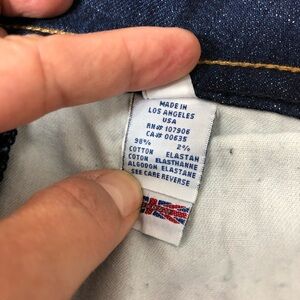 MADE IN
LOS ANGELES
USA
RN# 107906
CA# 00635
98% 2%
COTTON ELASTAN
COTON ELASTHANNE
ALGODON ELASTANE
SEE CARE REVERSE